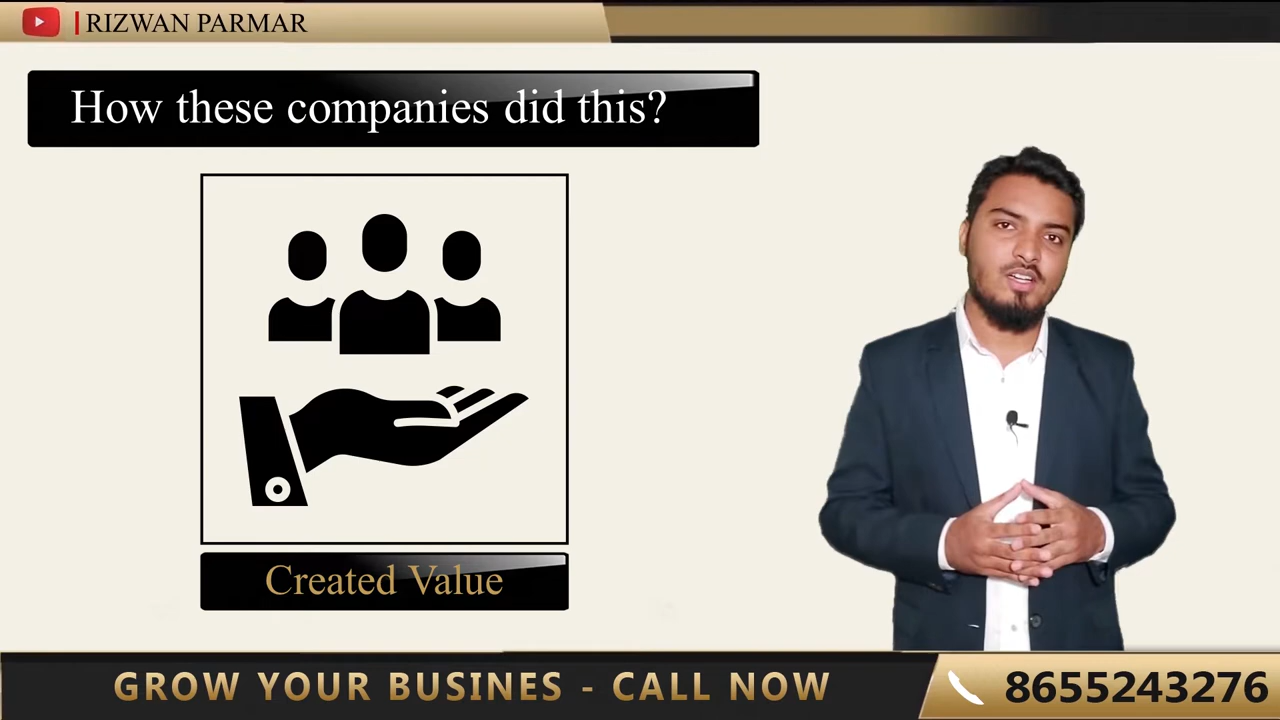 RIZWAN PARMAR
How these companies did this?
Created Value
GROW YOUR BUSINES - CALL NOW
8655243276